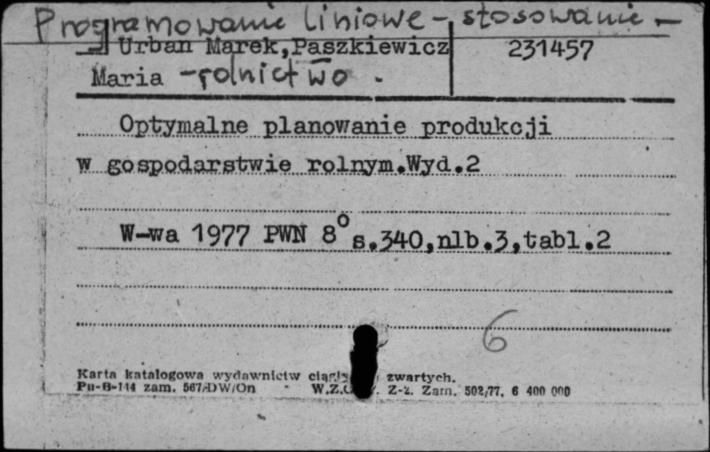 Programowanie liniowe - stosowanie -
Urban Marek,Paszkiewicz 231457
Maria - rolnictwo .
Optymalne planowanie produkcji
w gospodarstwie rolnym.Wyd.2
W-wa 1977 PWN 8° s.340,nlb.3,tabl.2
6
Karta katalogowa wydawnictw zwartych.
Pu-B-144 zam. 567/DW/On Z-z. Zam. 502/77. 6 400 000